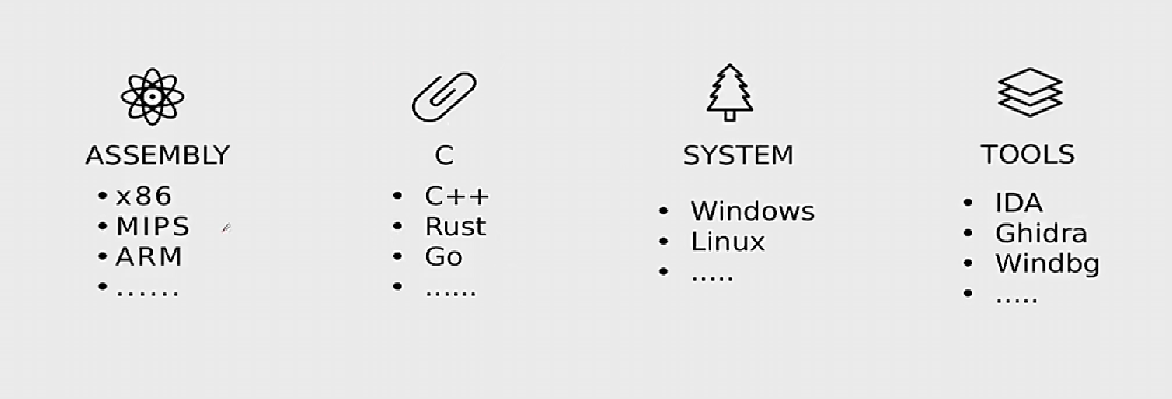 ASSEMBLY
• x86
• MIPS
• ARM
• ......
C
• C++
• Rust
• Go
• ......
SYSTEM
• Windows
• Linux
• .....
TOOLS
• IDA
• Ghidra
• Windbg
• .....